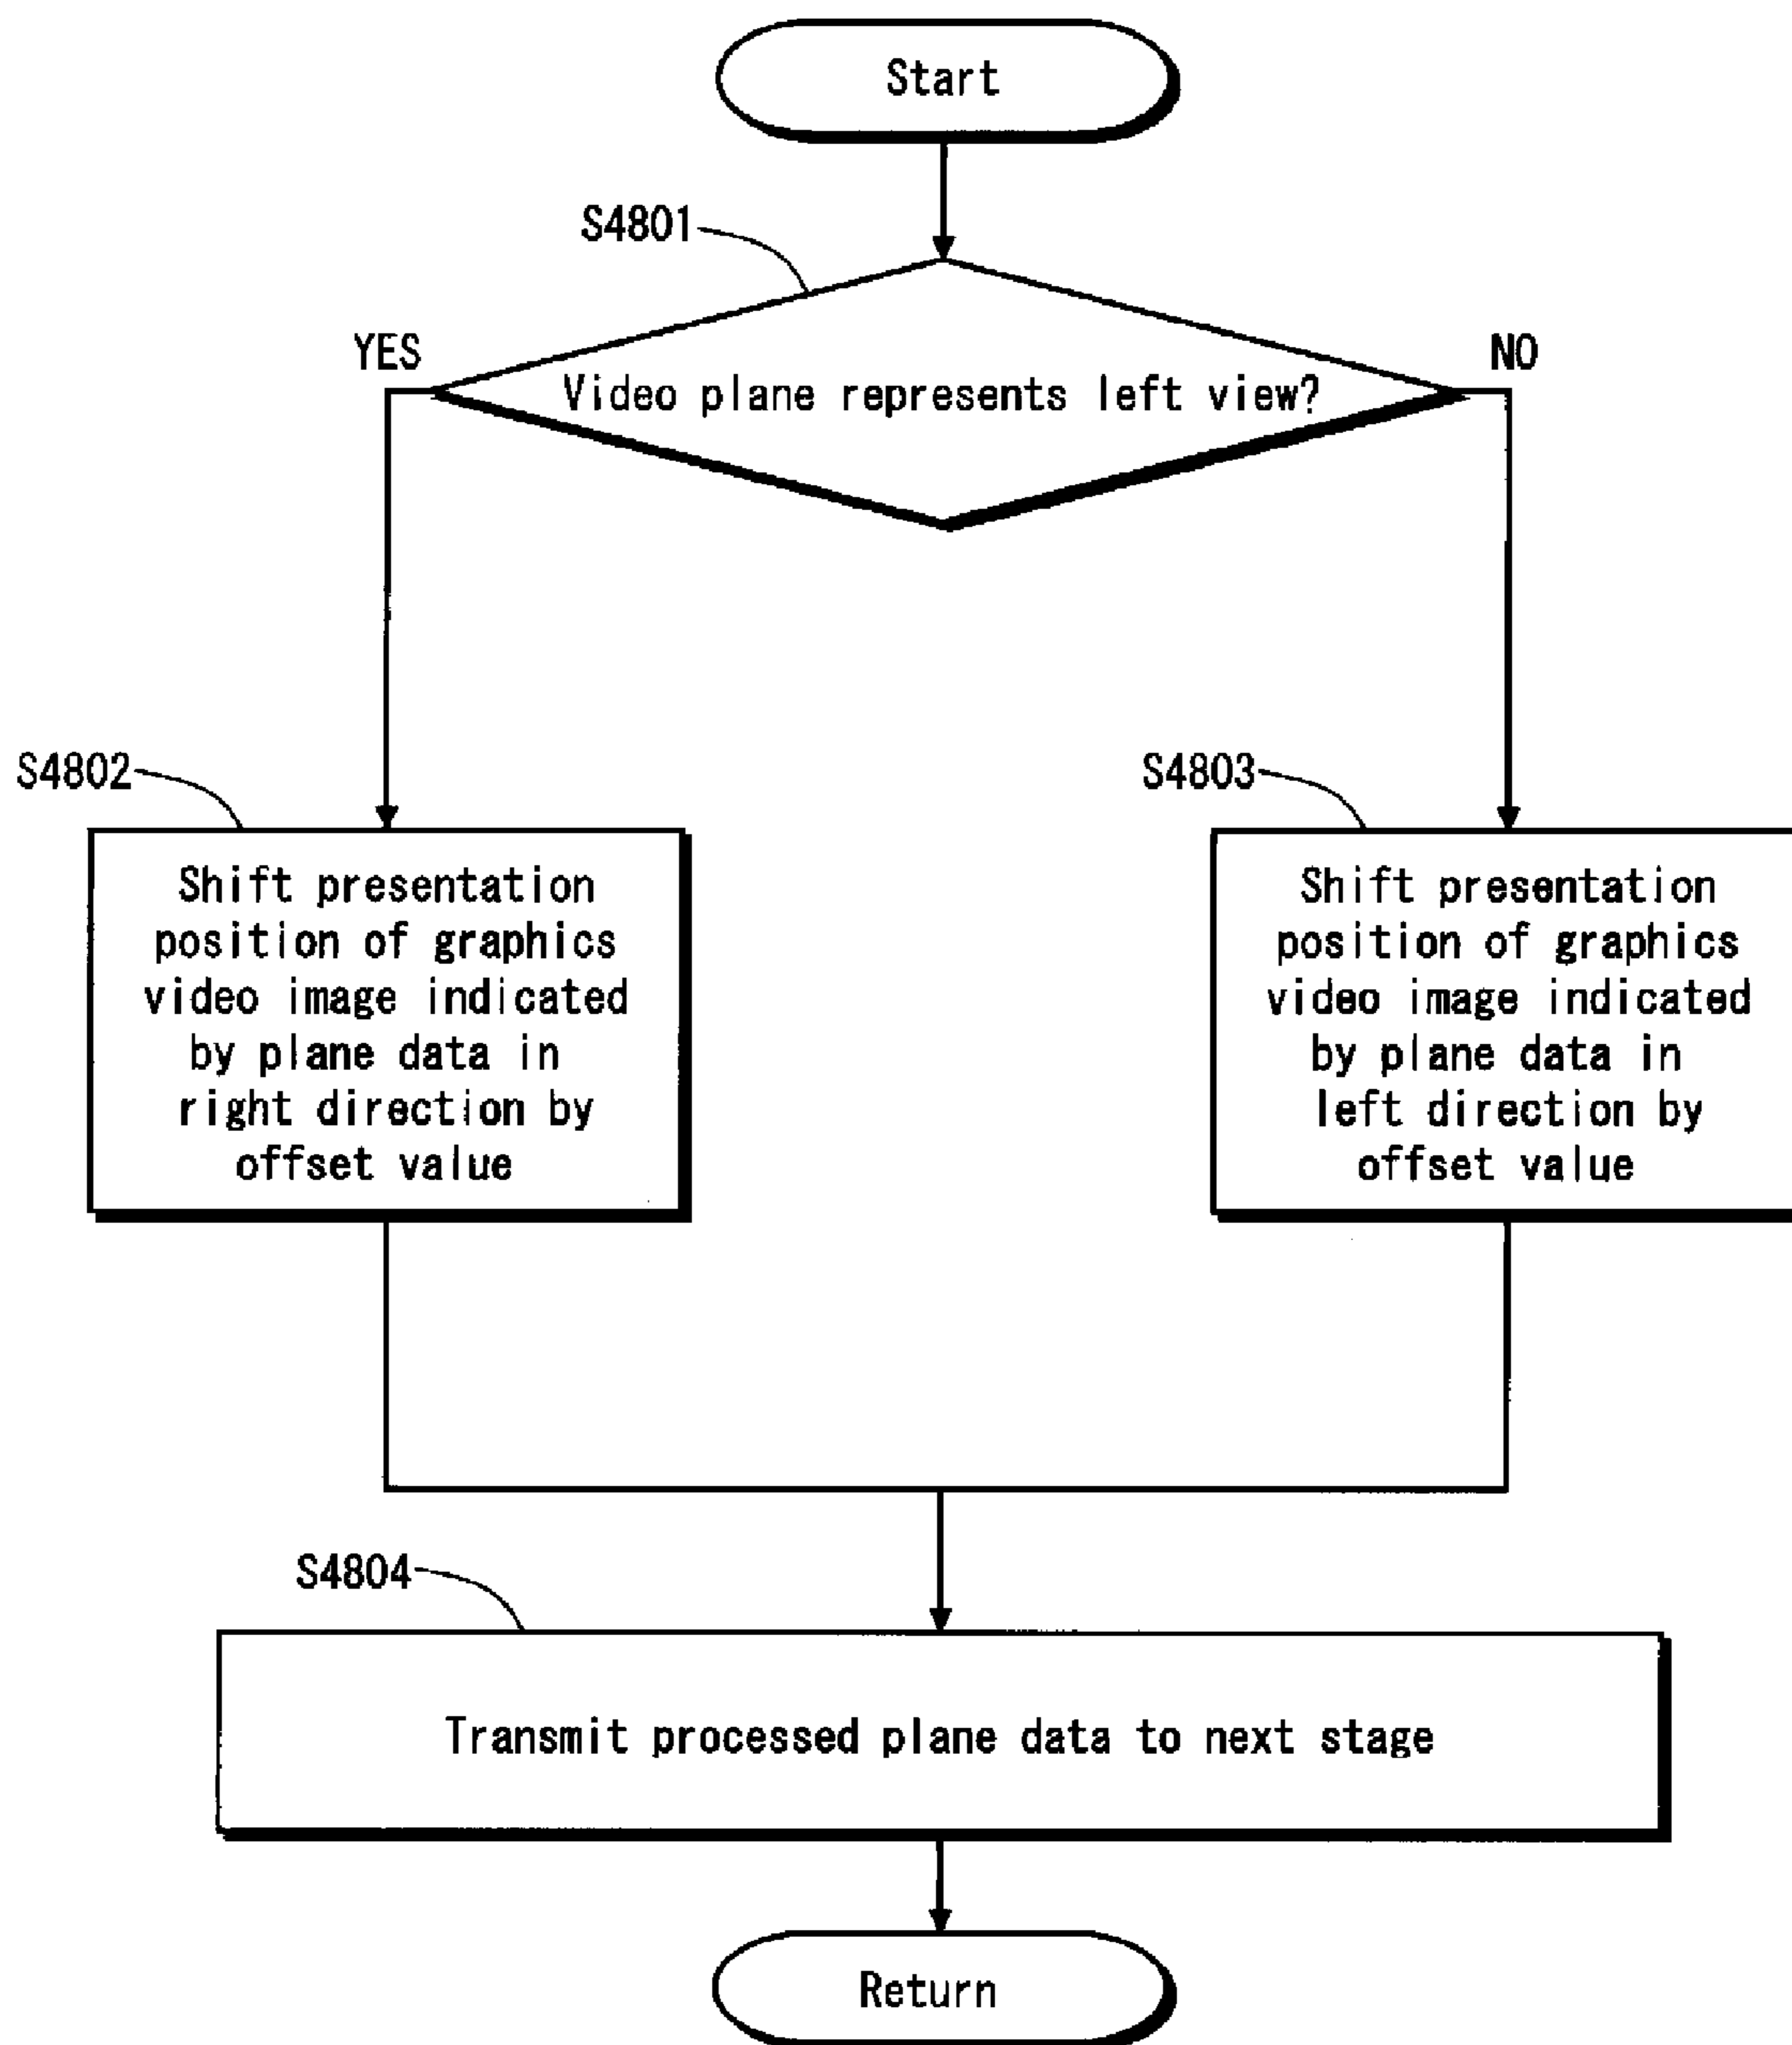 Start
S4801
YES
NO
Video plane represents left view?
S4802
Shift presentation
position of graphics
video image indicated
by plane data in
right direction by
offset value
S4803
Shift presentation
position of graphics
video image indicated
by plane data in
left direction by
offset value
S4804
Transmit processed plane data to next stage
Return